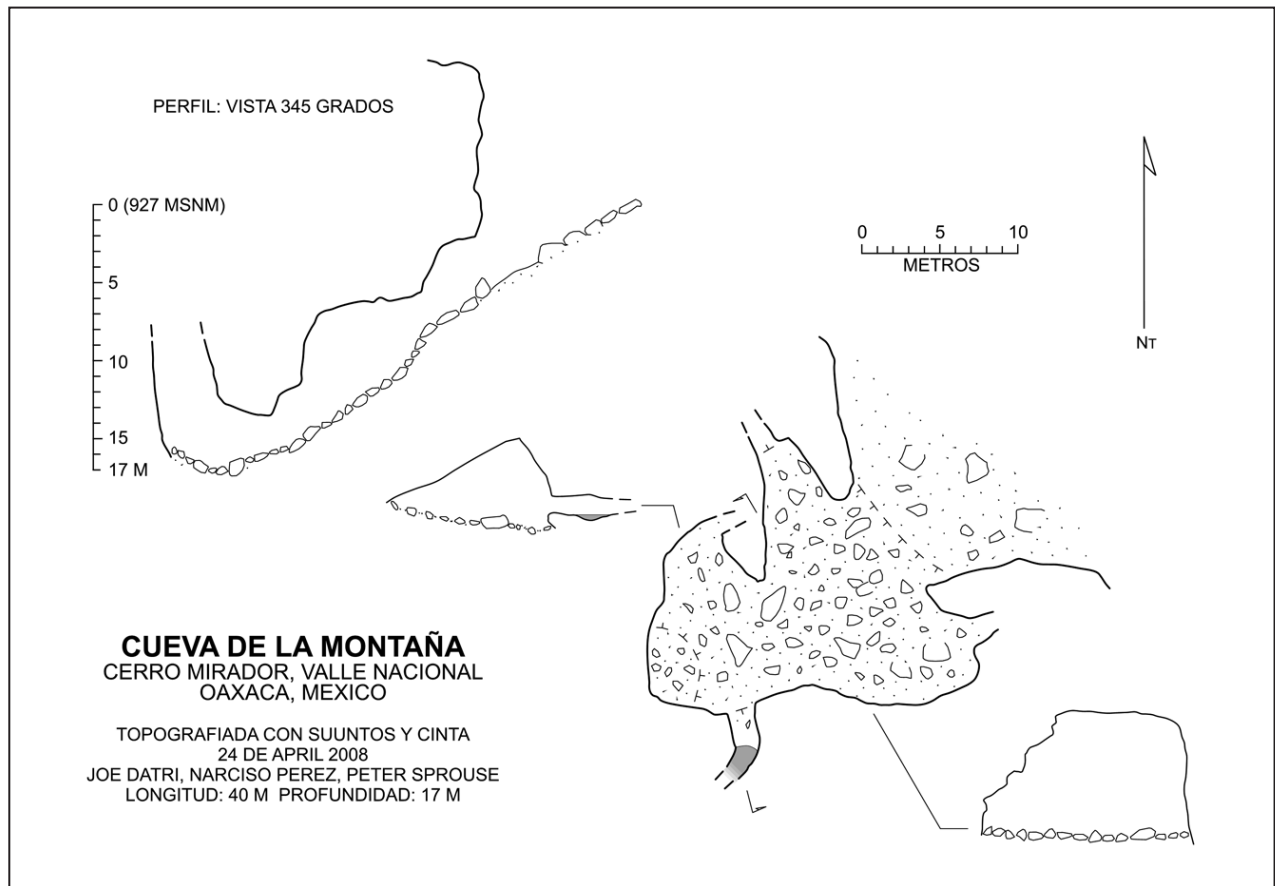 PERFIL: VISTA 345 GRADOS
0 (927 MSNM)
5
10
15
17 M
0 5 10
METROS
NT
CUEVA DE LA MONTAÑA
CERRO MIRADOR, VALLE NACIONAL
OAXACA, MEXICO
TOPOGRAFIADA CON SUUNTOS Y CINTA
24 DE APRIL 2008
JOE DATRI, NARCISO PEREZ, PETER SPROUSE
LONGITUD: 40 M PROFUNDIDAD: 17 M